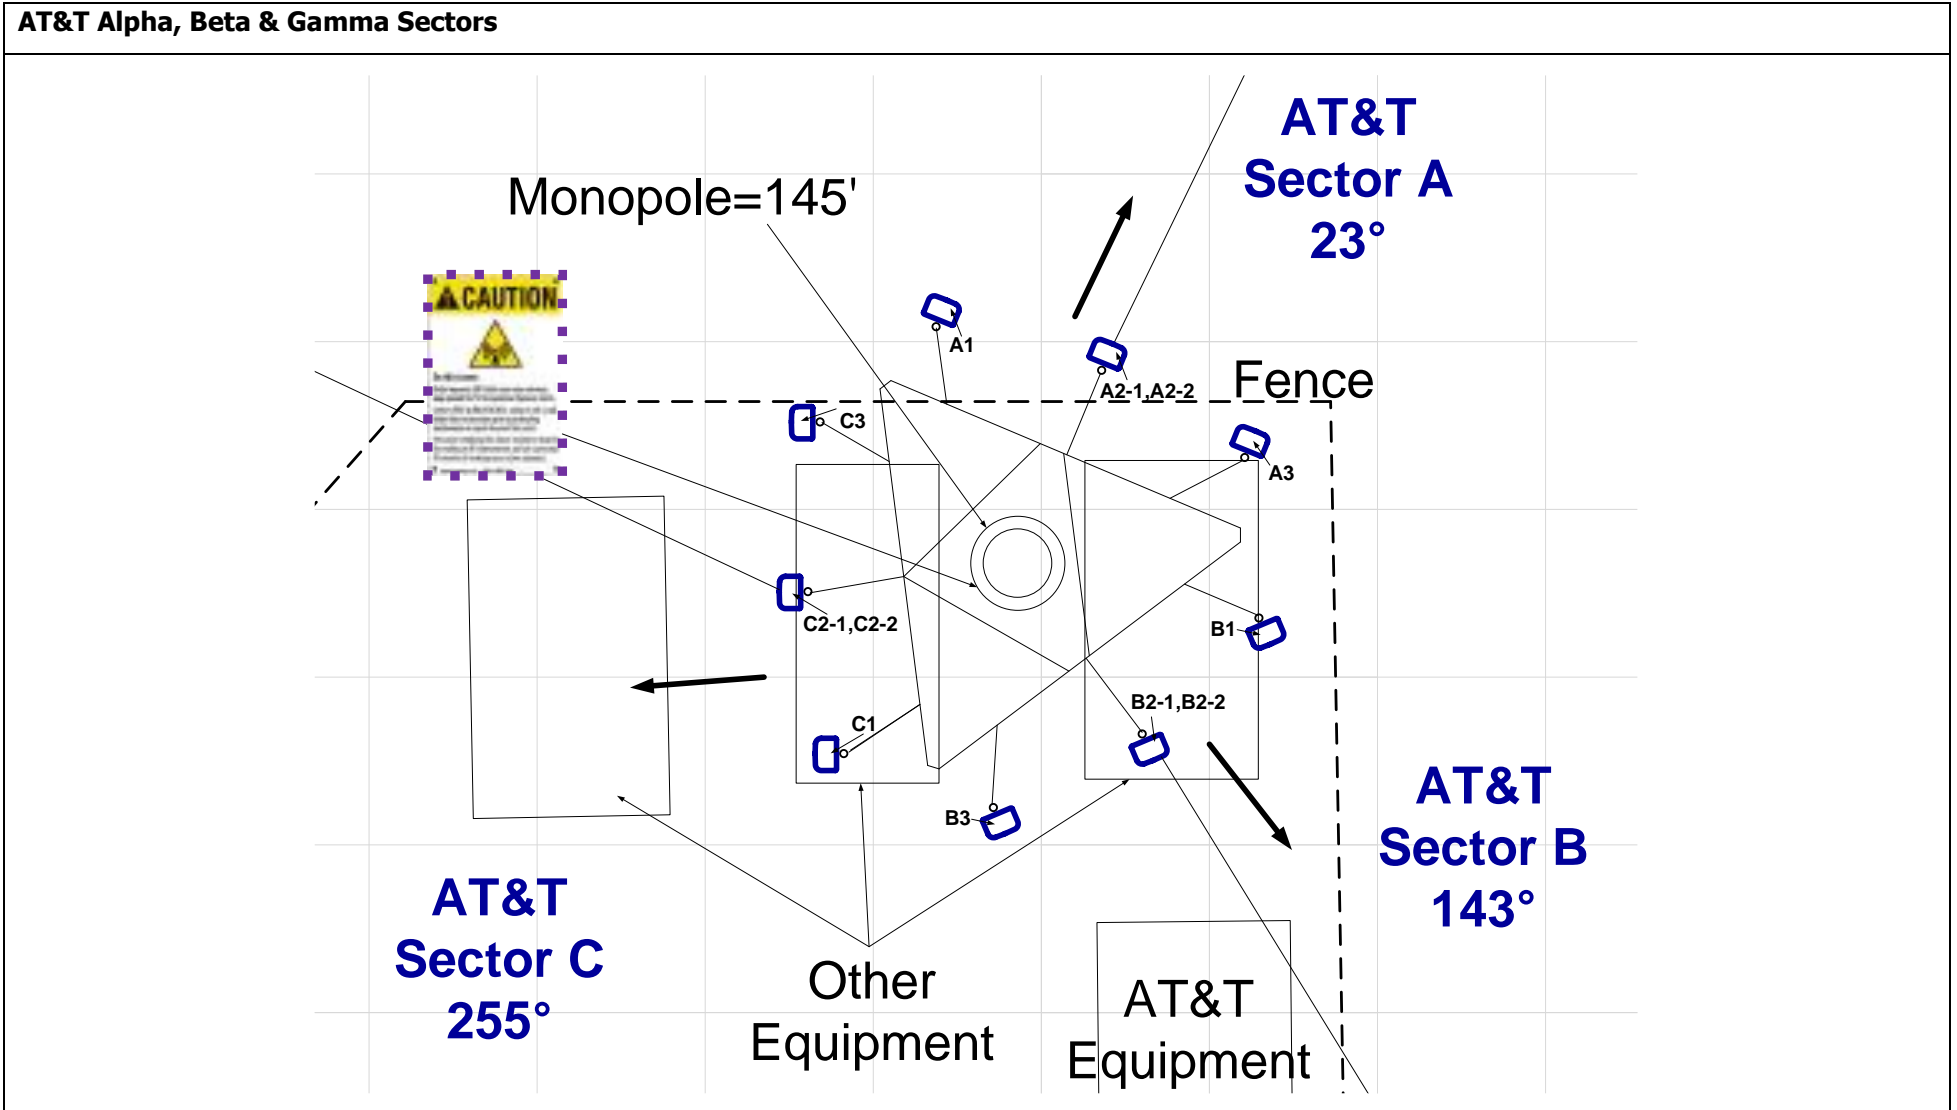 AT&T Alpha, Beta & Gamma Sectors
AT&T
Sector A
23°
Monopole=145'
CAUTION
A1
A2-1,A2-2
Fence
C3
A3
C2-1,C2-2
B1
B2-1,B2-2
C1
B3
AT&T
Sector B
143°
AT&T
Sector C
255°
Other
Equipment
AT&T
Equipment